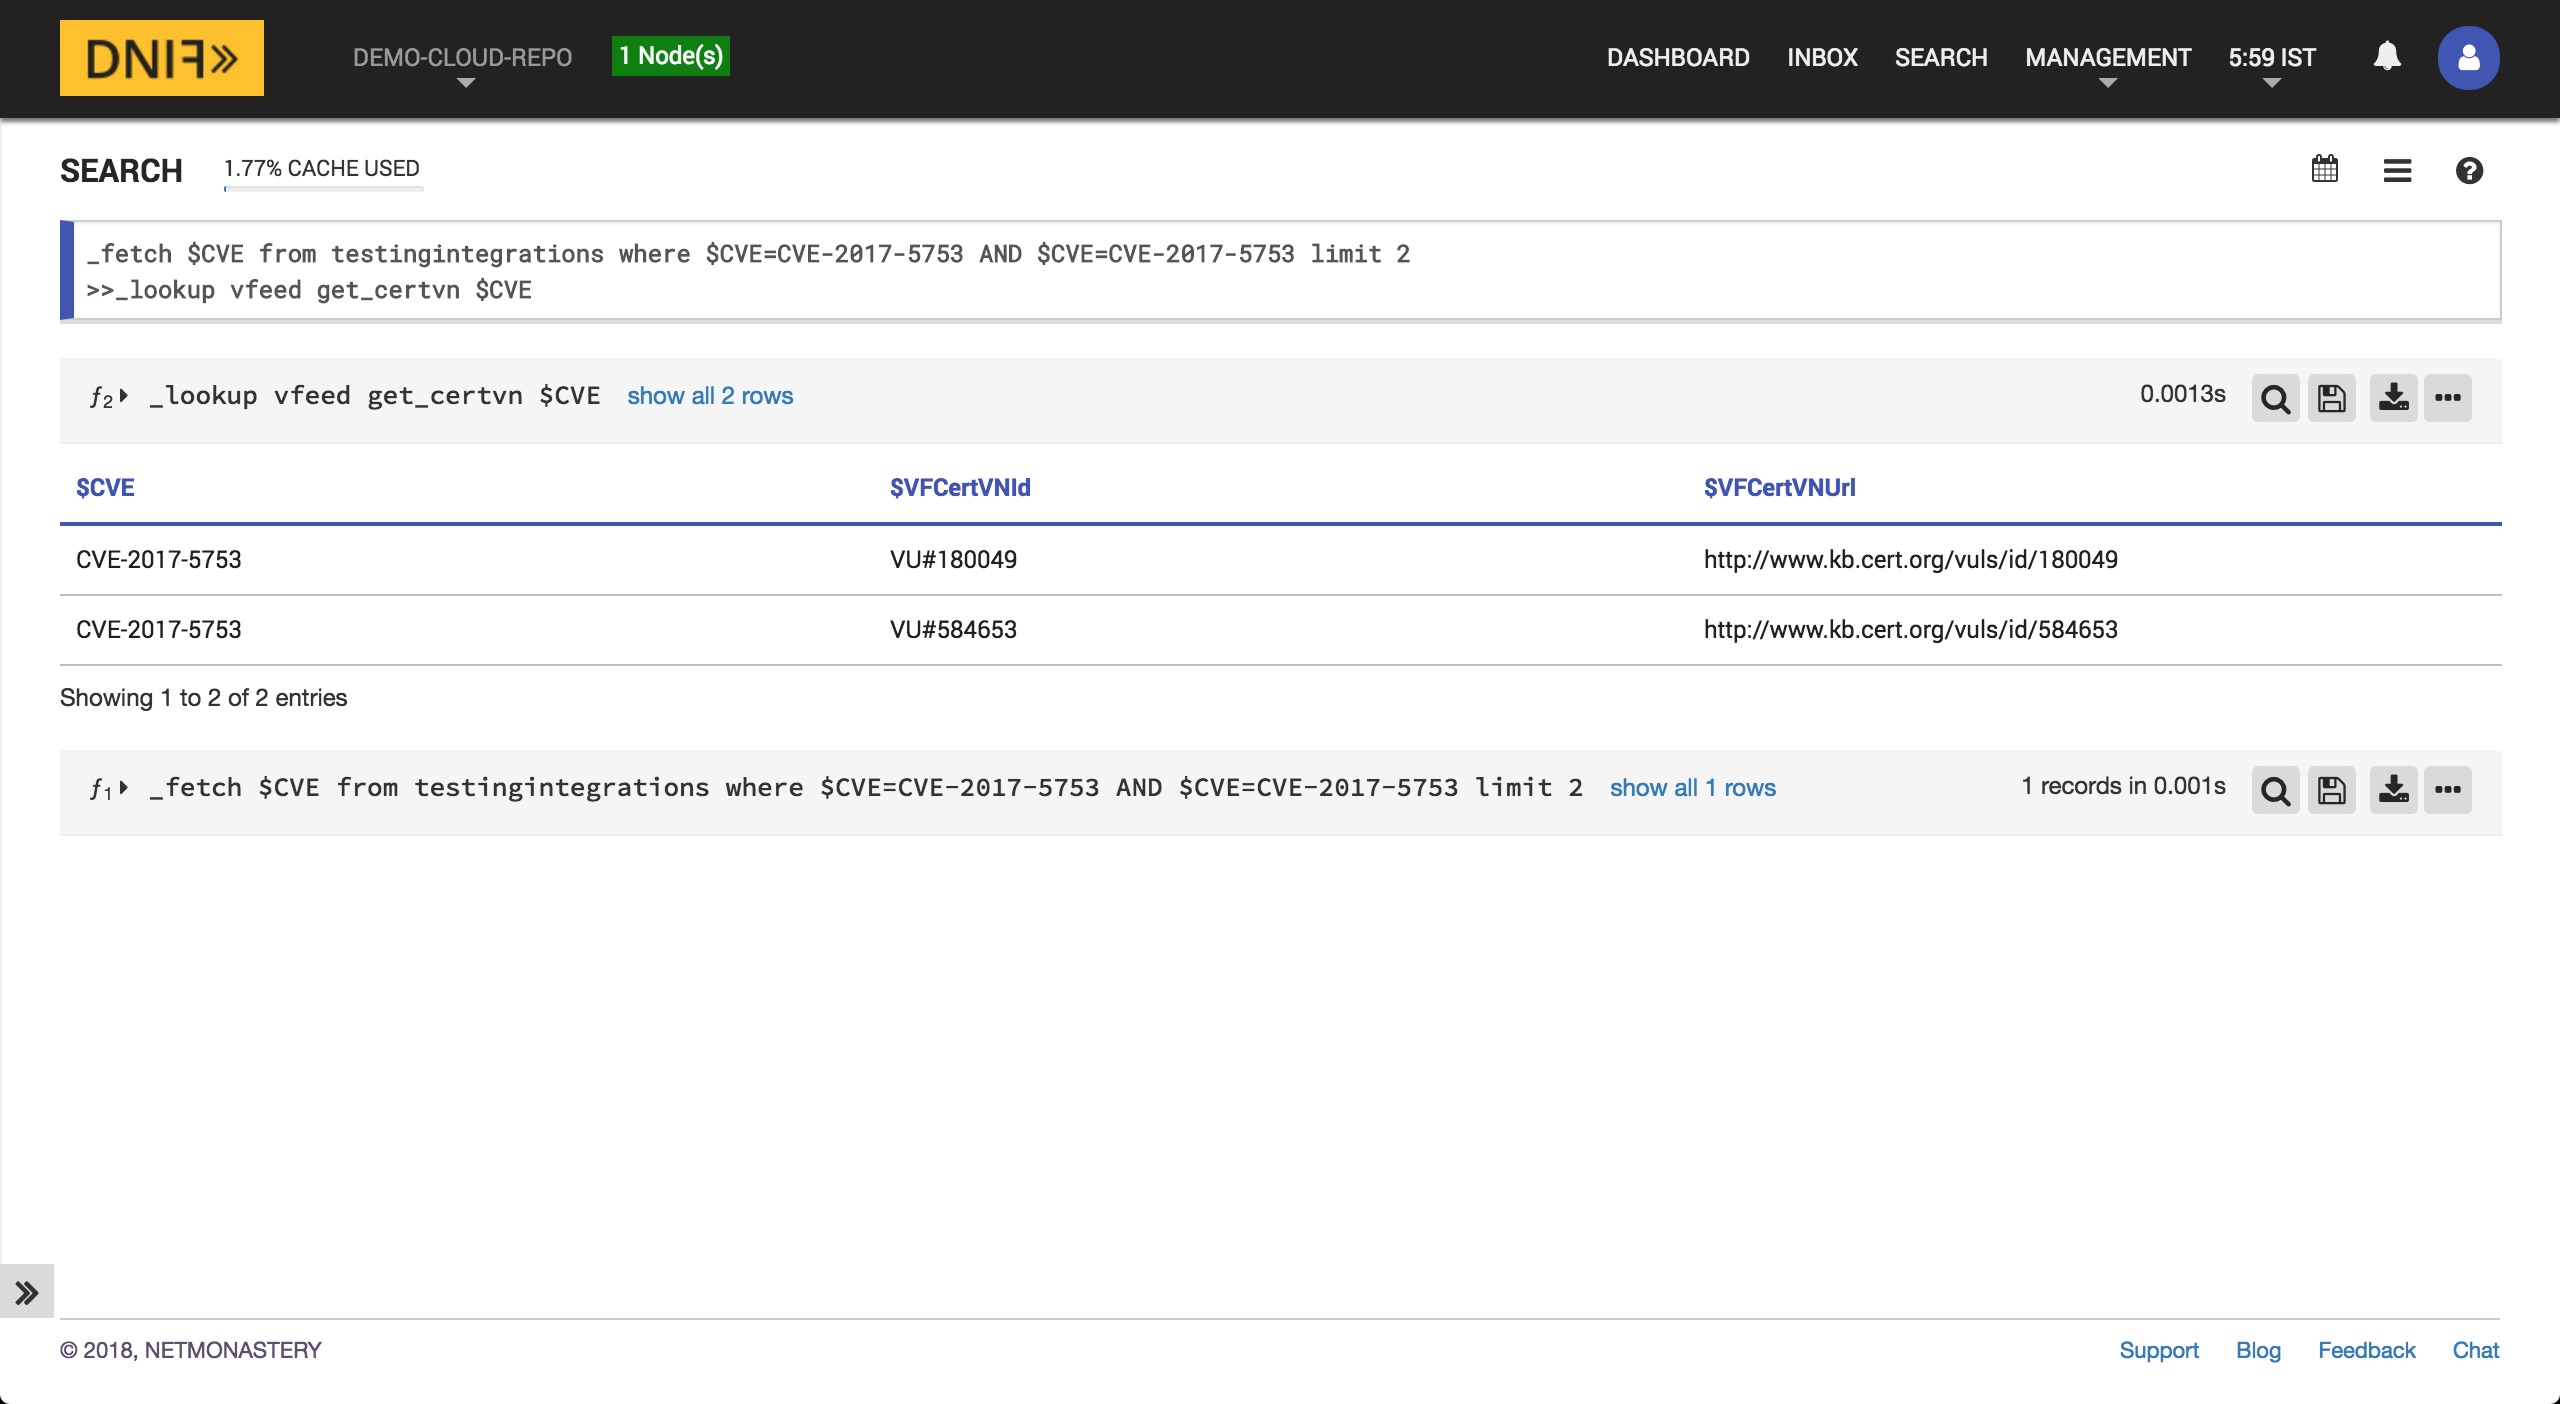 DNIF»
DEMO-CLOUD-REPO
1 Node(s)
DASHBOARD
INBOX
SEARCH
MANAGEMENT
5:59 IST
SEARCH
1.77% CACHE USED
_fetch $CVE from testingintegrations where $CVE=CVE-2017-5753 AND $CVE=CVE-2017-5753 limit 2
>>_lookup vfeed get_certvn $CVE
ƒ2 _lookup vfeed get_certvn $CVE show all 2 rows 0.0013s
$CVE $VFCertVNId $VFCertVNUrl
CVE-2017-5753 VU#180049 http://www.kb.cert.org/vuls/id/180049
CVE-2017-5753 VU#584653 http://www.kb.cert.org/vuls/id/584653
Showing 1 to 2 of 2 entries
ƒ1 _fetch $CVE from testingintegrations where $CVE=CVE-2017-5753 AND $CVE=CVE-2017-5753 limit 2 show all 1 rows 1 records in 0.001s
© 2018, NETMONASTERY
Support
Blog
Feedback
Chat